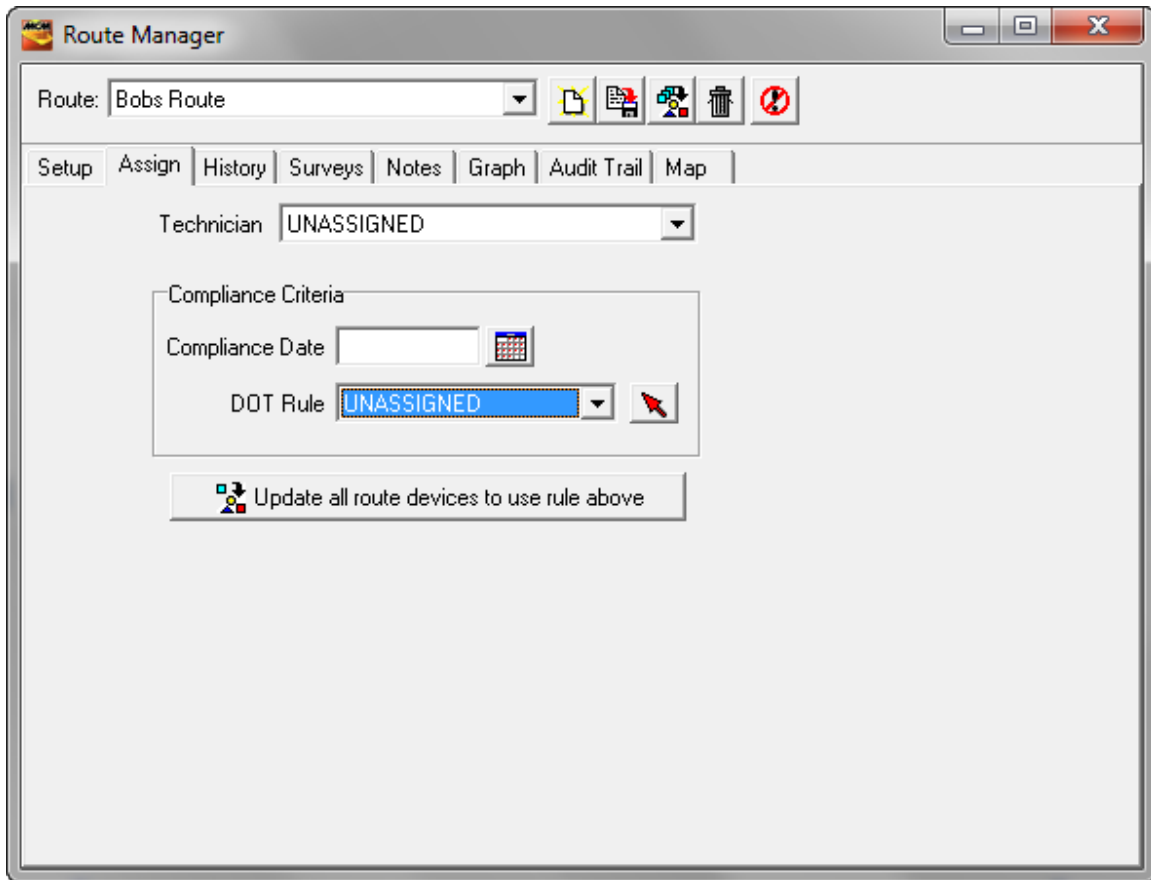 MCM Route Manager
Route: Bobs Route
Setup Assign History Surveys Notes Graph Audit Trail Map
Technician UNASSIGNED
Compliance Criteria
Compliance Date
DOT Rule UNASSIGNED
Update all route devices to use rule above